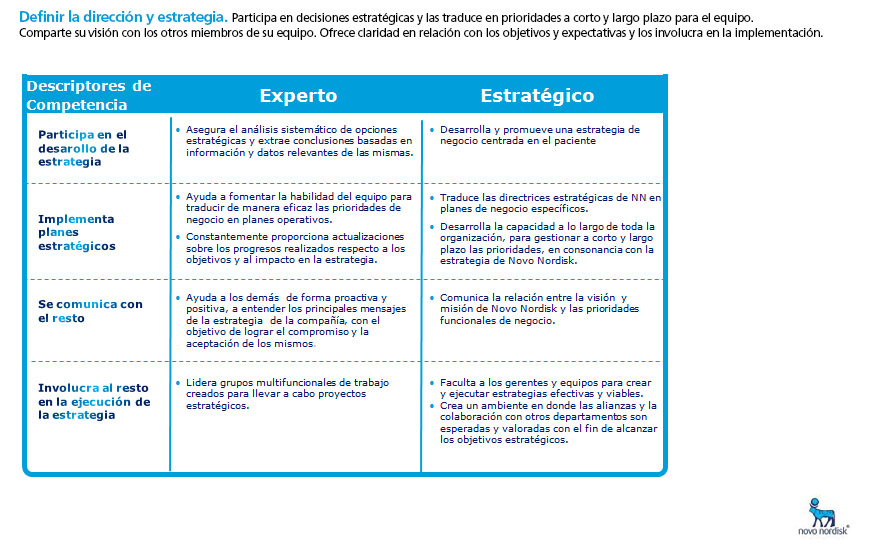 Definir la dirección y estrategia. Participa en decisiones estratégicas y las traduce en prioridades a corto y largo plazo para el equipo.
Comparte su visión con los otros miembros de su equipo. Ofrece claridad en relación con los objetivos y expectativas y los involucra en la implementación.
Descriptores de
Competencia
Experto
Estratégico
Participa en el
desarollo de la
estrategia
• Asegura el análisis sistemático de opciones
estratégicas y extrae conclusiones basadas en
información y datos relevantes de las mismas.
• Desarrolla y promueve una estrategia de
negocio centrada en el paciente
Implementa
planes
estratégicos
• Ayuda a fomentar la habilidad del equipo para
traducir de manera eficaz las prioridades de
negocio en planes operativos.
• Constantemente proporciona actualizaciones
sobre los progresos realizados respecto a los
objetivos y al impacto en la estrategia.
• Traduce las directrices estratégicas de NN en
planes de negocio específicos.
• Desarrolla la capacidad a lo largo de toda la
organización, para gestionar a corto y largo
plazo las prioridades, en consonancia con la
estrategia de Novo Nordisk.
Se comunica con
el resto
• Ayuda a los demás de forma proactiva y
positiva, a entender los principales mensajes
de la estrategia de la compañía, con el
objetivo de lograr el compromiso y la
aceptación de los mismos.
• Comunica la relación entre la visión y
misión de Novo Nordisk y las prioridades
funcionales de negocio.
Involucra al resto
en la ejecución de
la estrategia
• Lidera grupos multifuncionales de trabajo
creados para llevar a cabo proyectos
estratégicos.
• Faculta a los gerentes y equipos para crear
y ejecutar estrategias efectivas y viables.
• Crea un ambiente en donde las alianzas y la
colaboración con otros departamentos son
esperadas y valoradas con el fin de alcanzar
los objetivos estratégicos.
novo nordisk®